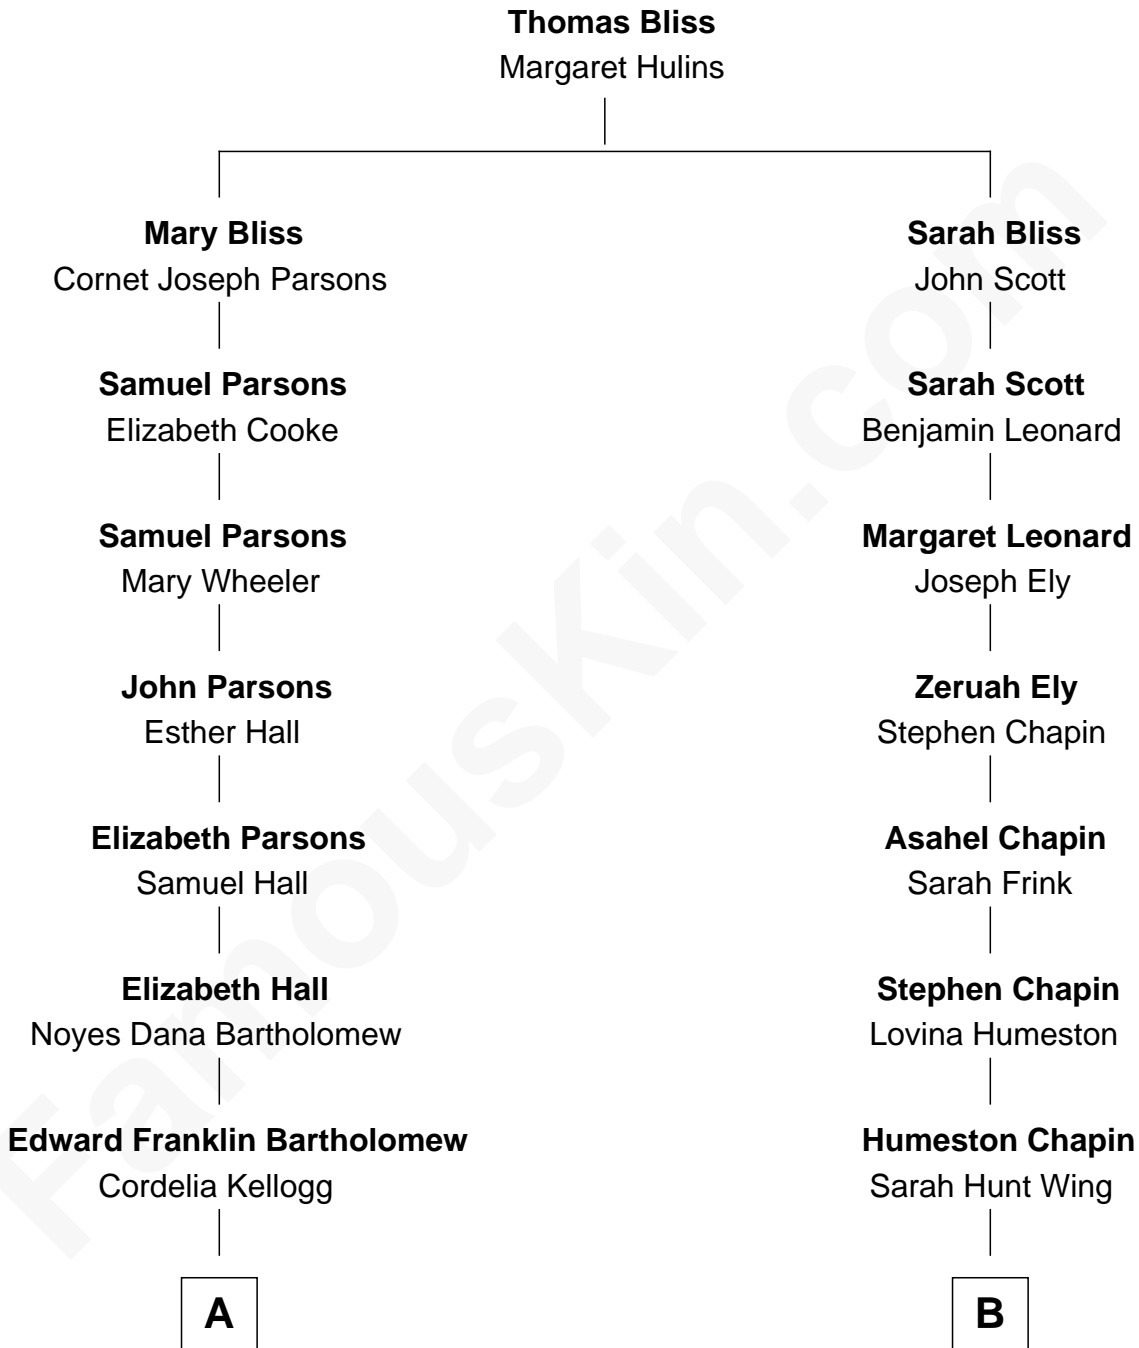 Thomas Bliss
Margaret Hulins
Mary Bliss
Cornet Joseph Parsons
Sarah Bliss
John Scott
Samuel Parsons
Elizabeth Cooke
Sarah Scott
Benjamin Leonard
Samuel Parsons
Mary Wheeler
Margaret Leonard
Joseph Ely
John Parsons
Esther Hall
Zeruah Ely
Stephen Chapin
Elizabeth Parsons
Samuel Hall
Asahel Chapin
Sarah Frink
Elizabeth Hall
Noyes Dana Bartholomew
Stephen Chapin
Lovina Humeston
Edward Franklin Bartholomew
Cordelia Kellogg
Humeston Chapin
Sarah Hunt Wing
A
B
FamousKin.com